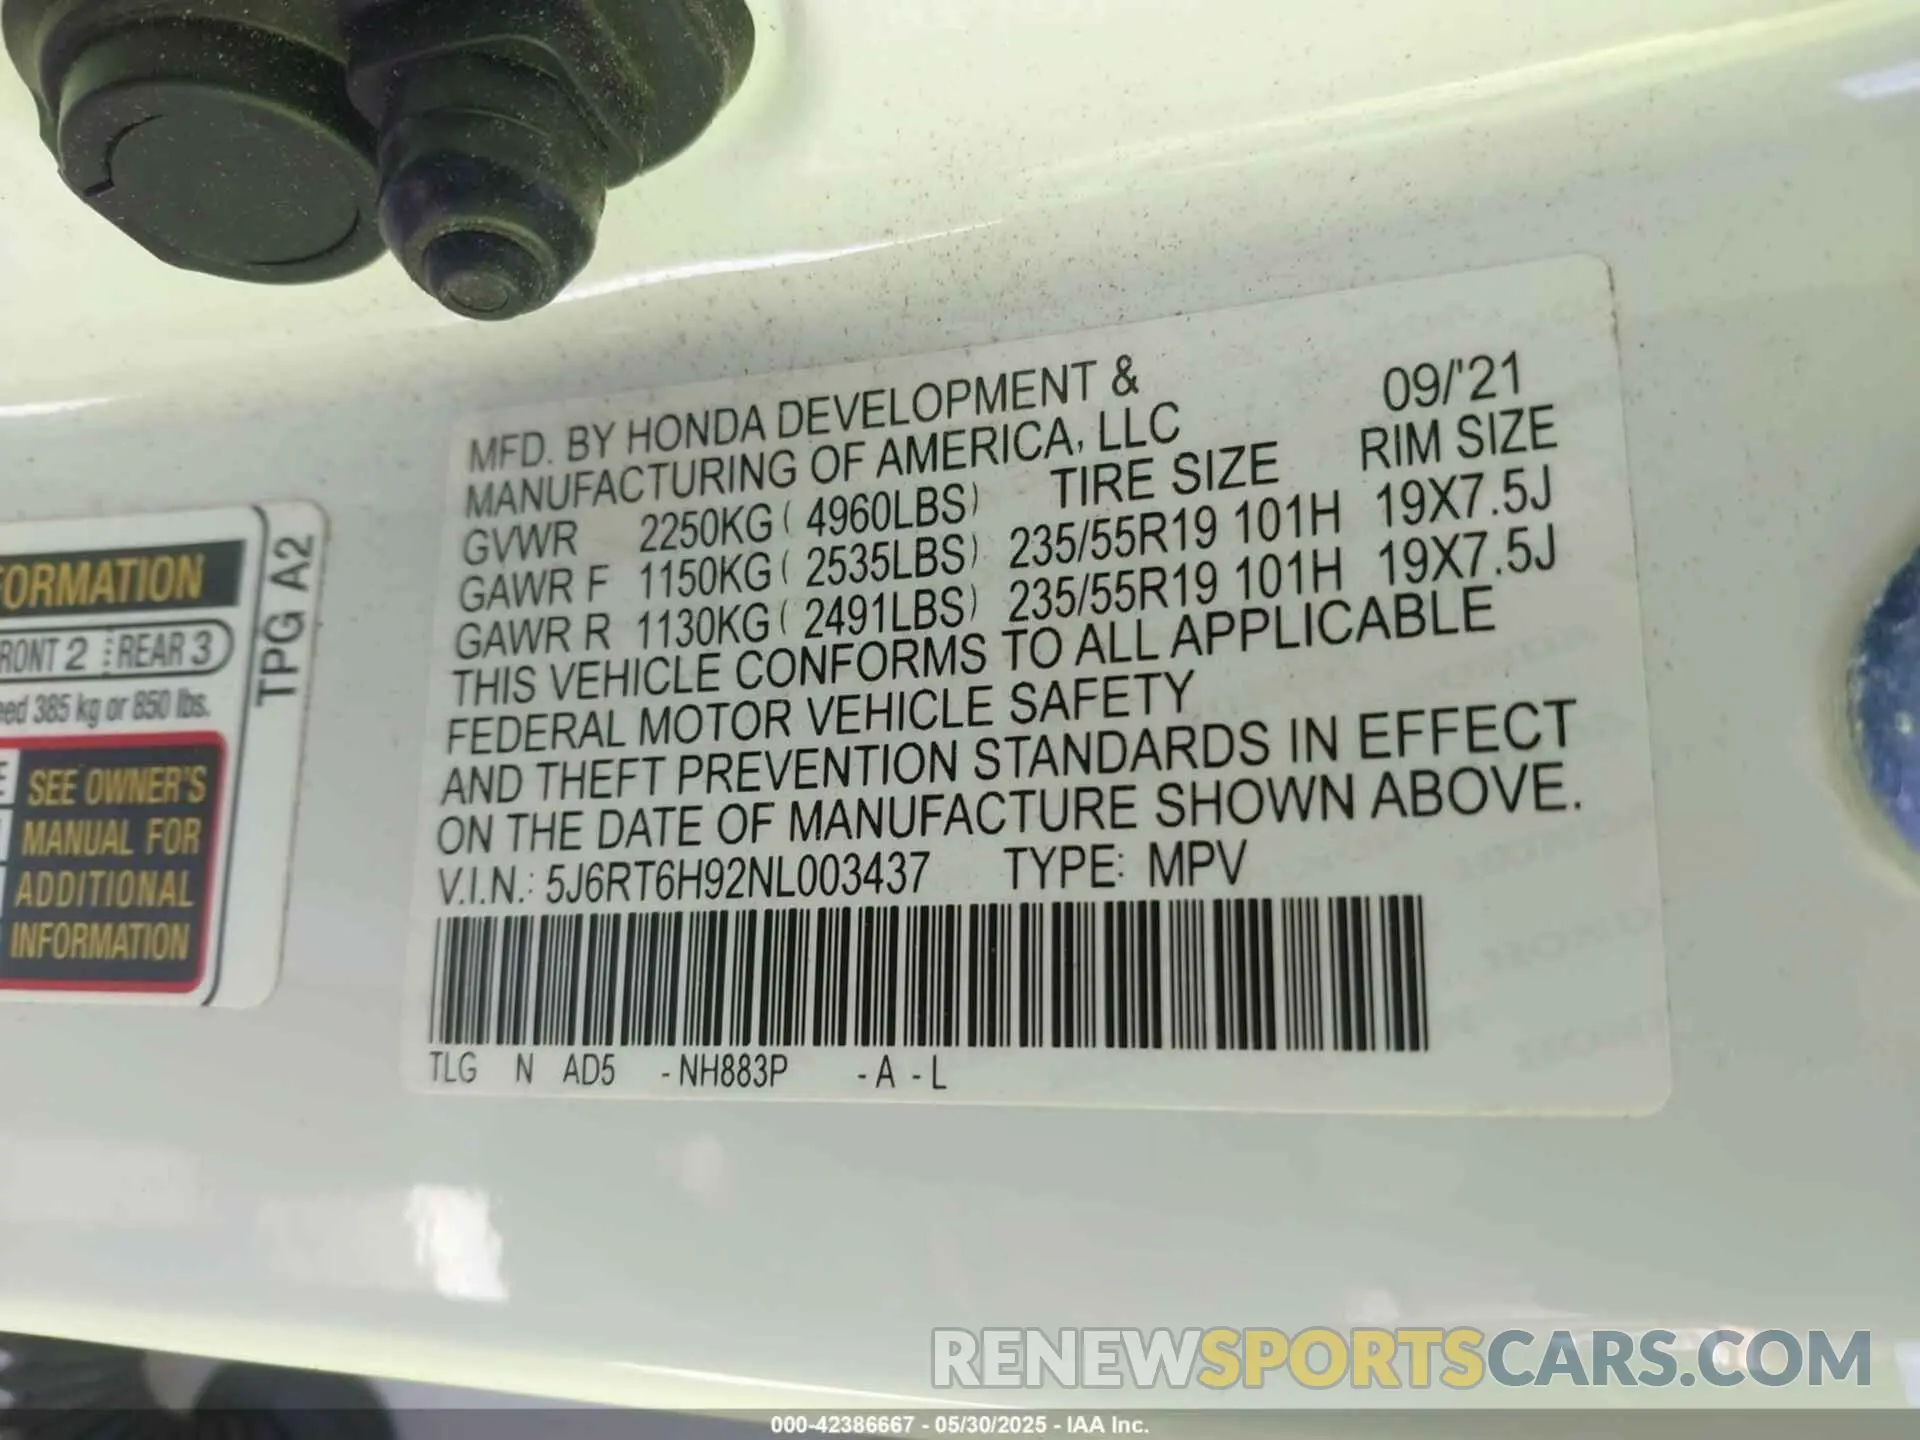 MFD. BY HONDA DEVELOPMENT &
MANUFACTURING OF AMERICA, LLC
09/'21
GVWR 2250KG ( 4960LBS) TIRE SIZE RIM SIZE
GAWR F 1150KG ( 2535LBS) 235/55R19 101H 19X7.5J
GAWR R 1130KG ( 2491LBS) 235/55R19 101H 19X7.5J
THIS VEHICLE CONFORMS TO ALL APPLICABLE
FEDERAL MOTOR VEHICLE SAFETY
AND THEFT PREVENTION STANDARDS IN EFFECT
ON THE DATE OF MANUFACTURE SHOWN ABOVE.
V.I.N.: 5J6RT6H92NL003437 TYPE: MPV
TLG N AD5 -NH883P -A -L
FORMATION
RONT 2 REAR 3
eed 385 kg or 850 lbs.
SEE OWNER'S
MANUAL FOR
ADDITIONAL
INFORMATION
TPG A2
RENEWSPORTSCARS.COM
000-42386667 - 05/30/2025 - IAA Inc.